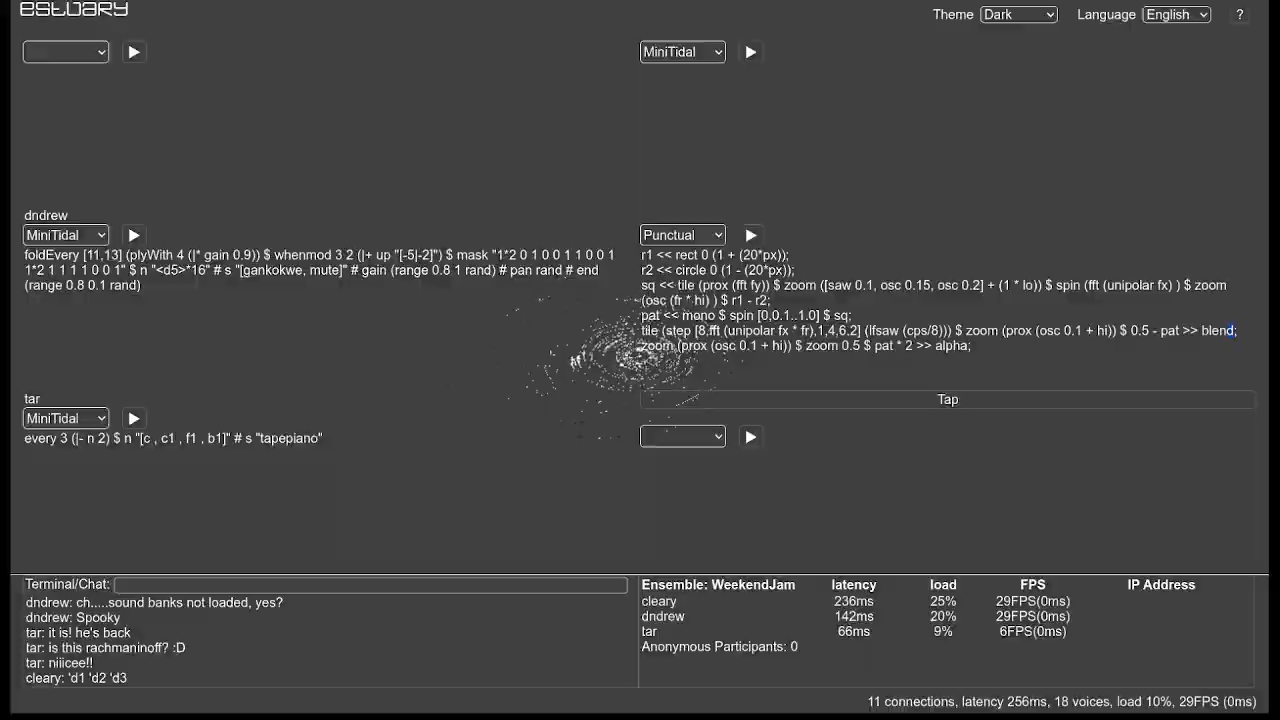 estuary
Theme Dark Language English ?
MiniTidal
dndrew
MiniTidal
foldEvery [11,13] (plyWith 4 (|* gain 0.9)) $ whenmod 3 2 (|+ up "[-5|-2]") $ mask "1*2 0 1 0 0 1 1 0 0 1
1*2 1 1 1 1 0 0 1" $ n "<d5>*16" # s "[gankokwe, mute]" # gain (range 0.8 1 rand) # pan rand # end
(range 0.8 0.1 rand)
Punctual
r1 << rect 0 (1 + (20*px));
r2 << circle 0 (1 - (20*px));
sq << tile (prox (fft fy)) $ zoom ([saw 0.1, osc 0.15, osc 0.2] + (1 * lo)) $ spin (fft (unipolar fx) ) $ zoom
(osc (fr * hi) ) $ r1 - r2;
pat << mono $ spin [0,0.1..1.0] $ sq;
tile (step [8,fft (unipolar fx * fr),1,4,6.2] (lfsaw (cps/8))) $ zoom (prox (osc 0.1 + hi)) $ 0.5 - pat >> blend;
zoom (prox (osc 0.1 + hi)) $ zoom 0.5 $ pat * 2 >> alpha;
tar
MiniTidal
every 3 (|- n 2) $ n "[c , c1 , f1 , b1]" # s "tapepiano"
Tap
Terminal/Chat:
dndrew: ch.....sound banks not loaded, yes?
dndrew: Spooky
tar: it is! he's back
tar: is this rachmaninoff? :D
tar: niiicee!!
cleary: 'd1 'd2 'd3
Ensemble: WeekendJam latency load FPS IP Address
cleary 236ms 25% 29FPS(0ms)
dndrew 142ms 20% 29FPS(0ms)
tar 66ms 9% 6FPS(0ms)
Anonymous Participants: 0
11 connections, latency 256ms, 18 voices, load 10%, 29FPS (0ms)